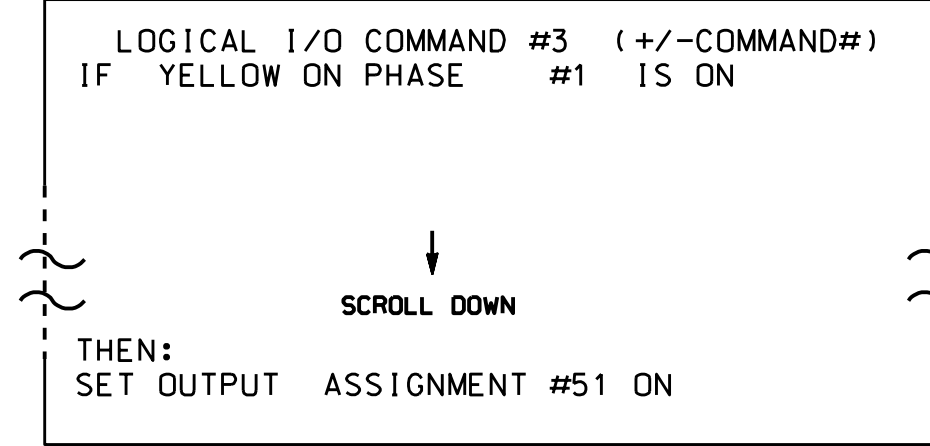 LOGICAL I/O COMMAND #3 (+/-COMMAND#)
IF YELLOW ON PHASE #1 IS ON
SCROLL DOWN
THEN:
SET OUTPUT ASSIGNMENT #51 ON